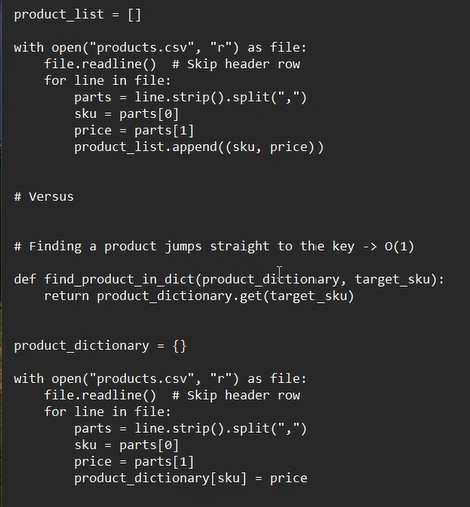 product_list = []
with open("products.csv", "r") as file:
    file.readline()  # Skip header row
    for line in file:
        parts = line.strip().split(",")
        sku = parts[0]
        price = parts[1]
        product_list.append((sku, price))
# Versus
# Finding a product jumps straight to the key -> O(1)
def find_product_in_dict(product_dictionary, target_sku):
    return product_dictionary.get(target_sku)
product_dictionary = {}
with open("products.csv", "r") as file:
    file.readline()  # Skip header row
    for line in file:
        parts = line.strip().split(",")
        sku = parts[0]
        price = parts[1]
        product_dictionary[sku] = price